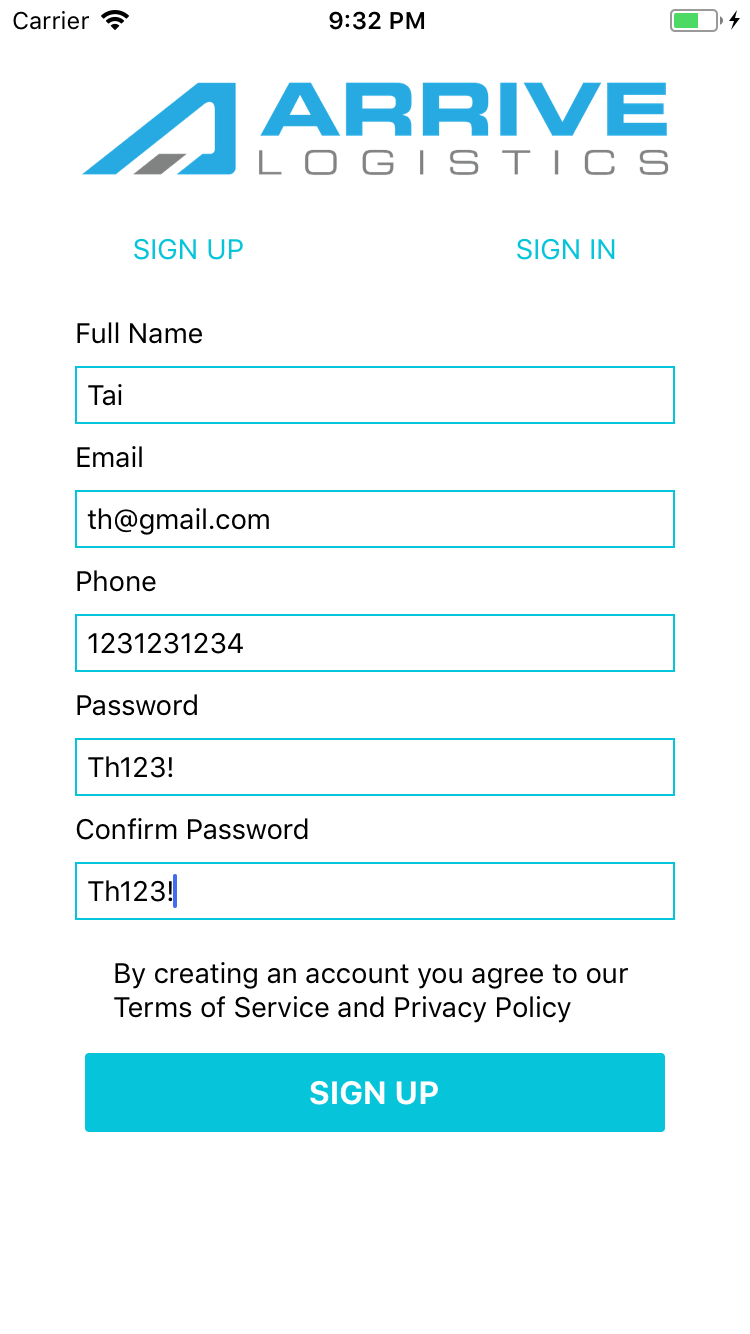 Carrier 9:32 PM
ARRIVE
LOGISTICS
SIGN UP SIGN IN
Full Name
Tai
Email
th@gmail.com
Phone
1231231234
Password
Th123!
Confirm Password
Th123!
By creating an account you agree to our
Terms of Service and Privacy Policy
SIGN UP